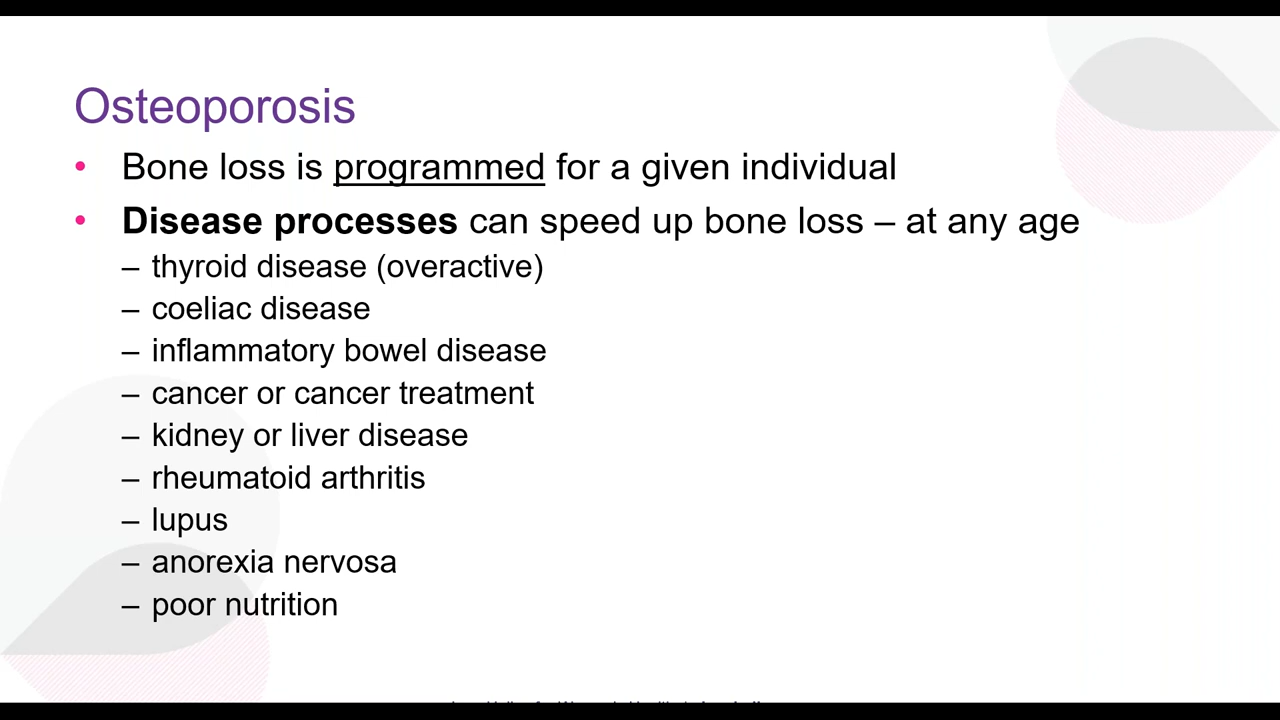 Osteoporosis
• Bone loss is programmed for a given individual
• Disease processes can speed up bone loss – at any age
– thyroid disease (overactive)
– coeliac disease
– inflammatory bowel disease
– cancer or cancer treatment
– kidney or liver disease
– rheumatoid arthritis
– lupus
– anorexia nervosa
– poor nutrition